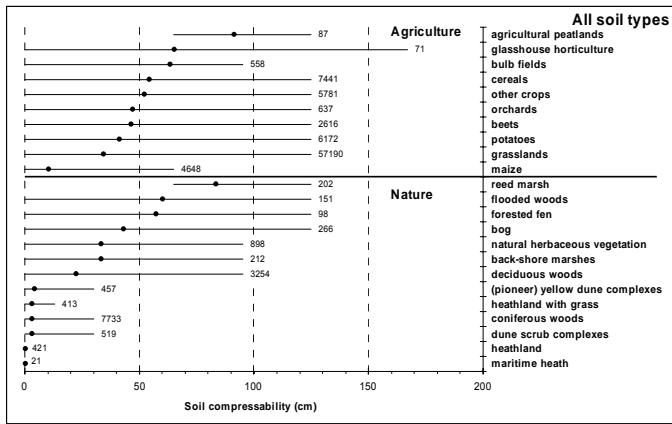 All soil types
Agriculture
87 agricultural peatlands
71 glasshouse horticulture
558 bulb fields
7441 cereals
5781 other crops
637 orchards
2616 beets
6172 potatoes
57190 grasslands
4648 maize
Nature
202 reed marsh
151 flooded woods
98 forested fen
266 bog
898 natural herbaceous vegetation
212 back-shore marshes
3254 deciduous woods
457 (pioneer) yellow dune complexes
413 heathland with grass
7733 coniferous woods
519 dune scrub complexes
421 heathland
21 maritime heath
0 50 100 150 200
Soil compressability (cm)